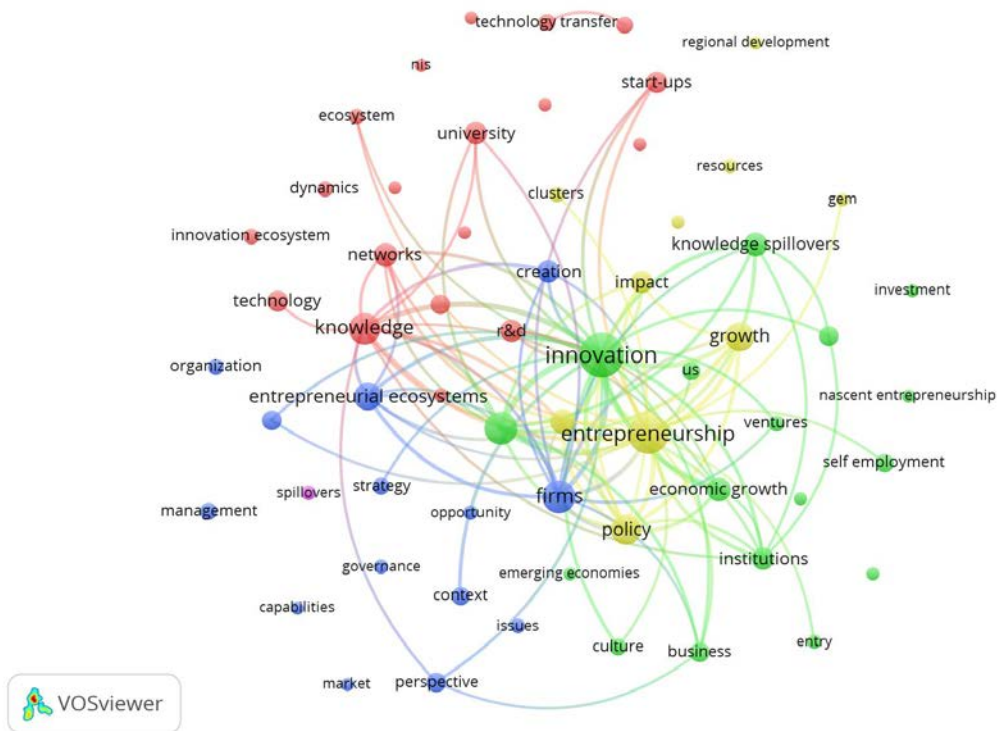 technology transfer
regional development
nis
start-ups
ecosystem
university
resources
dynamics
clusters
gem
innovation ecosystem
knowledge spillovers
networks
creation
impact
investment
technology
knowledge
r&d
growth
innovation
organization
us
entrepreneurial ecosystems
nascent entrepreneurship
ventures
entrepreneurship
self employment
spillovers
strategy
economic growth
firms
management
opportunity
policy
institutions
governance
emerging economies
context
capabilities
issues
culture
business
entry
market
perspective
VOSviewer